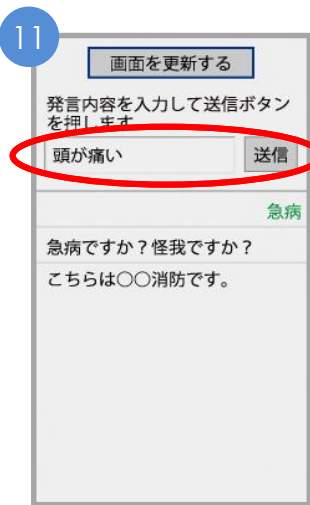 11
画面を更新する
発言内容を入力して送信ボタン
を押します
頭が痛い 送信
急病
急病ですか？怪我ですか？
こちらは〇〇消防です。